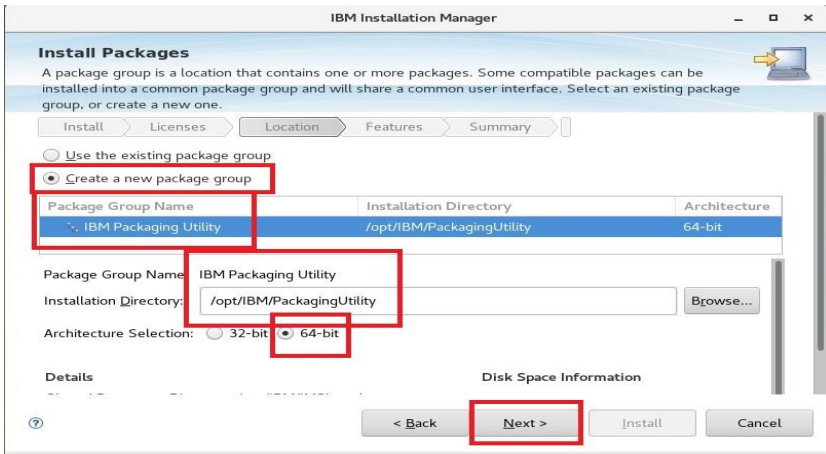 IBM Installation Manager
Install Packages
A package group is a location that contains one or more packages. Some compatible packages can be
installed into a common package group and will share a common user interface. Select an existing package
group, or create a new one.
Install Licenses Location Features Summary
Use the existing package group
Create a new package group
Package Group Name Installation Directory Architecture
IBM Packaging Utility /opt/IBM/PackagingUtility 64-bit
Package Group Name IBM Packaging Utility
Installation Directory: /opt/IBM/PackagingUtility Browse...
Architecture Selection: 32-bit 64-bit
Details Disk Space Information
< Back Next > Install Cancel